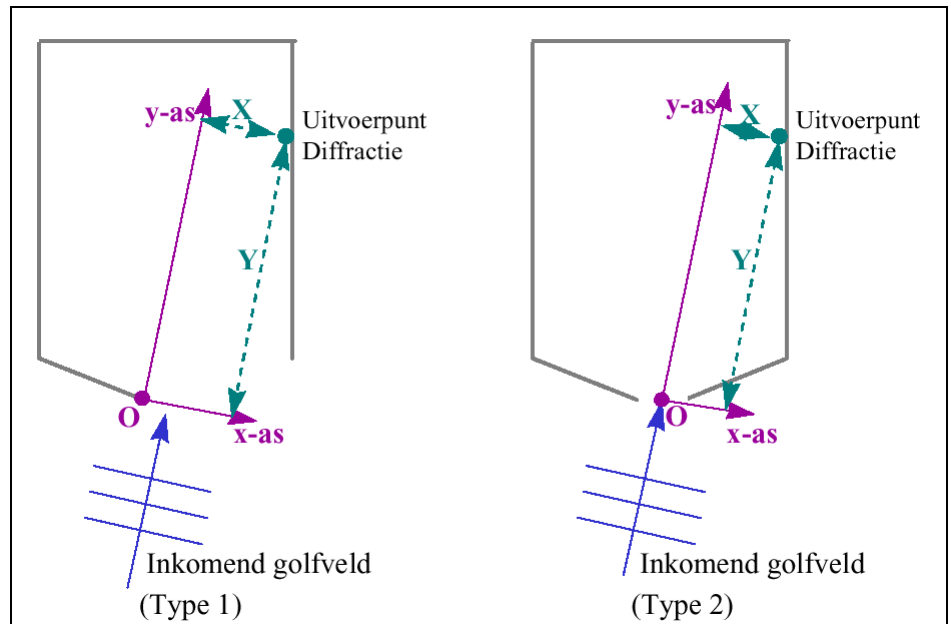 y-as
X
Uitvoerpunt
Diffractie
Y
O
x-as
Inkomend golfveld
(Type 1)
y-as
X
Uitvoerpunt
Diffractie
Y
O
x-as
Inkomend golfveld
(Type 2)